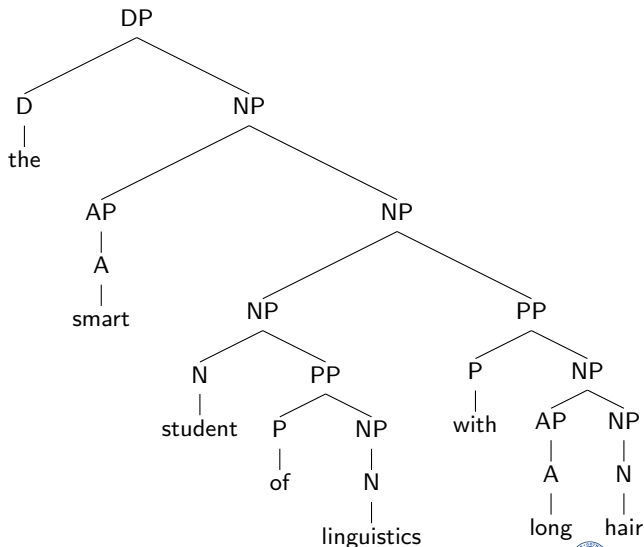 DP
D NP
the
AP NP
A
smart
NP PP
N PP P NP
student P NP with AP NP
of N A N
linguistics long hair